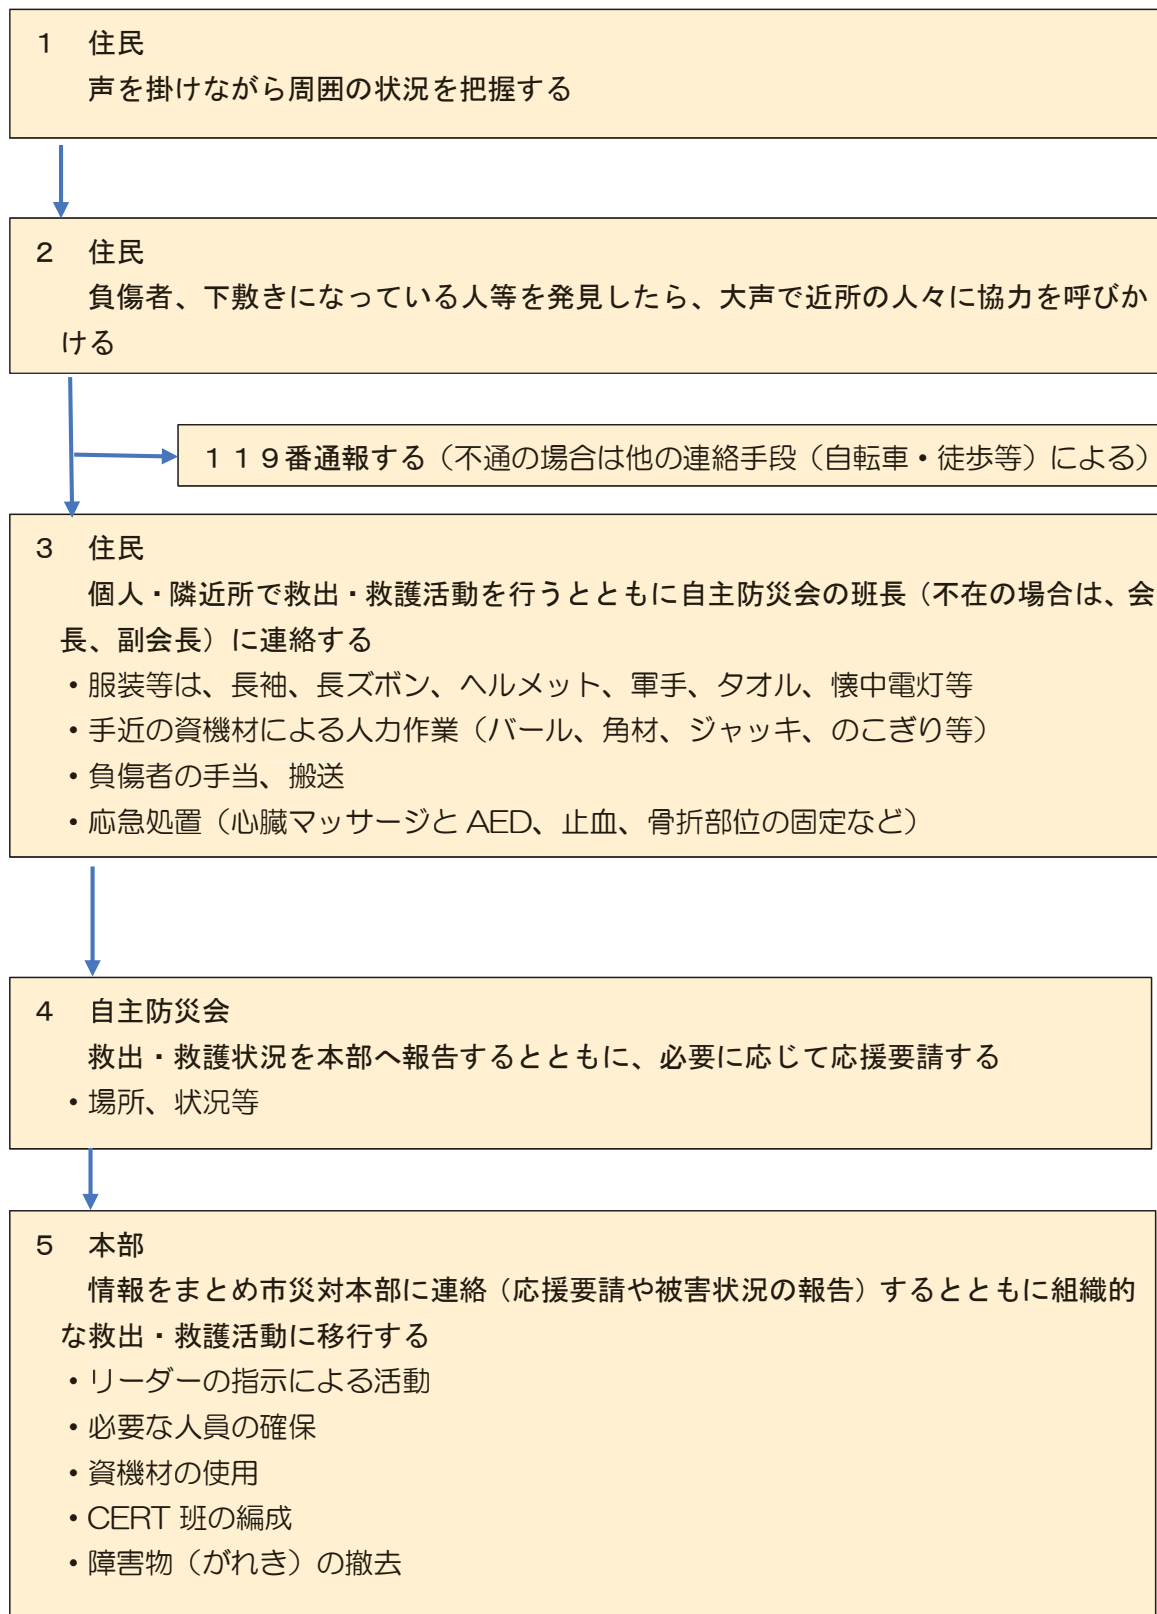 １　住民
声を掛けながら周囲の状況を把握する
２　住民
負傷者、下敷きになっている人等を発見したら、大声で近所の人々に協力を呼びか
ける
１１９番通報する（不通の場合は他の連絡手段（自転車・徒歩等）による）
３　住民
個人・隣近所で救出・救護活動を行うとともに自主防災会の班長（不在の場合は、会
長、副会長）に連絡する
・服装等は、長袖、長ズボン、ヘルメット、軍手、タオル、懐中電灯等
・手近の資機材による人力作業（バール、角材、ジャッキ、のこぎり等）
・負傷者の手当、搬送
・応急処置（心臓マッサージと AED、止血、骨折部位の固定など）
４　自主防災会
救出・救護状況を本部へ報告するとともに、必要に応じて応援要請する
・場所、状況等
５　本部
情報をまとめ市災対本部に連絡（応援要請や被害状況の報告）するとともに組織的
な救出・救護活動に移行する
・リーダーの指示による活動
・必要な人員の確保
・資機材の使用
・CERT 班の編成
・障害物（がれき）の撤去